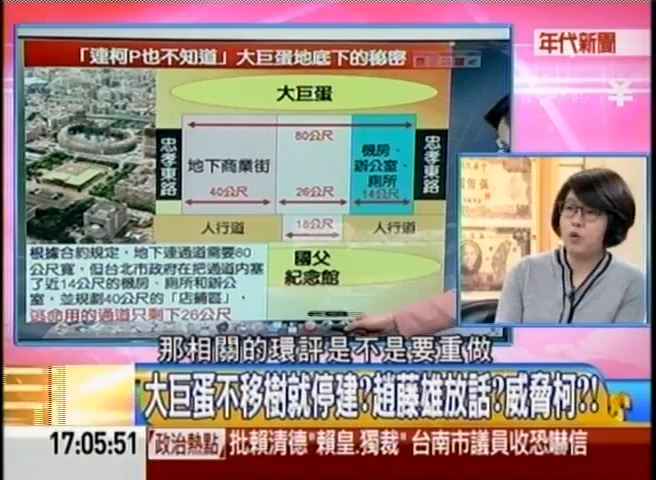 年代新聞
「連柯P也不知道」大巨蛋地底下的秘密
大巨蛋
忠孝東路
80公尺
地下商業街
機房、
辦公室、
廁所
忠孝東路
40公尺
26公尺
14公尺
人行道
18公尺
人行道
根據合約規定，地下連通道需要80
公尺寬，但台北市政府在把通道內塞
了近14公尺的機房、廁所和辦公
室，並規劃40公尺的「店鋪區」，
逃命用的通道只剩下26公尺
國父
紀念館
那相關的環評是不是要重做
大巨蛋不移樹就停建?趙藤雄放話?威脅柯?!
17:05:51
政治熱點
批賴清德"賴皇.獨裁" 台南市議員收恐嚇信